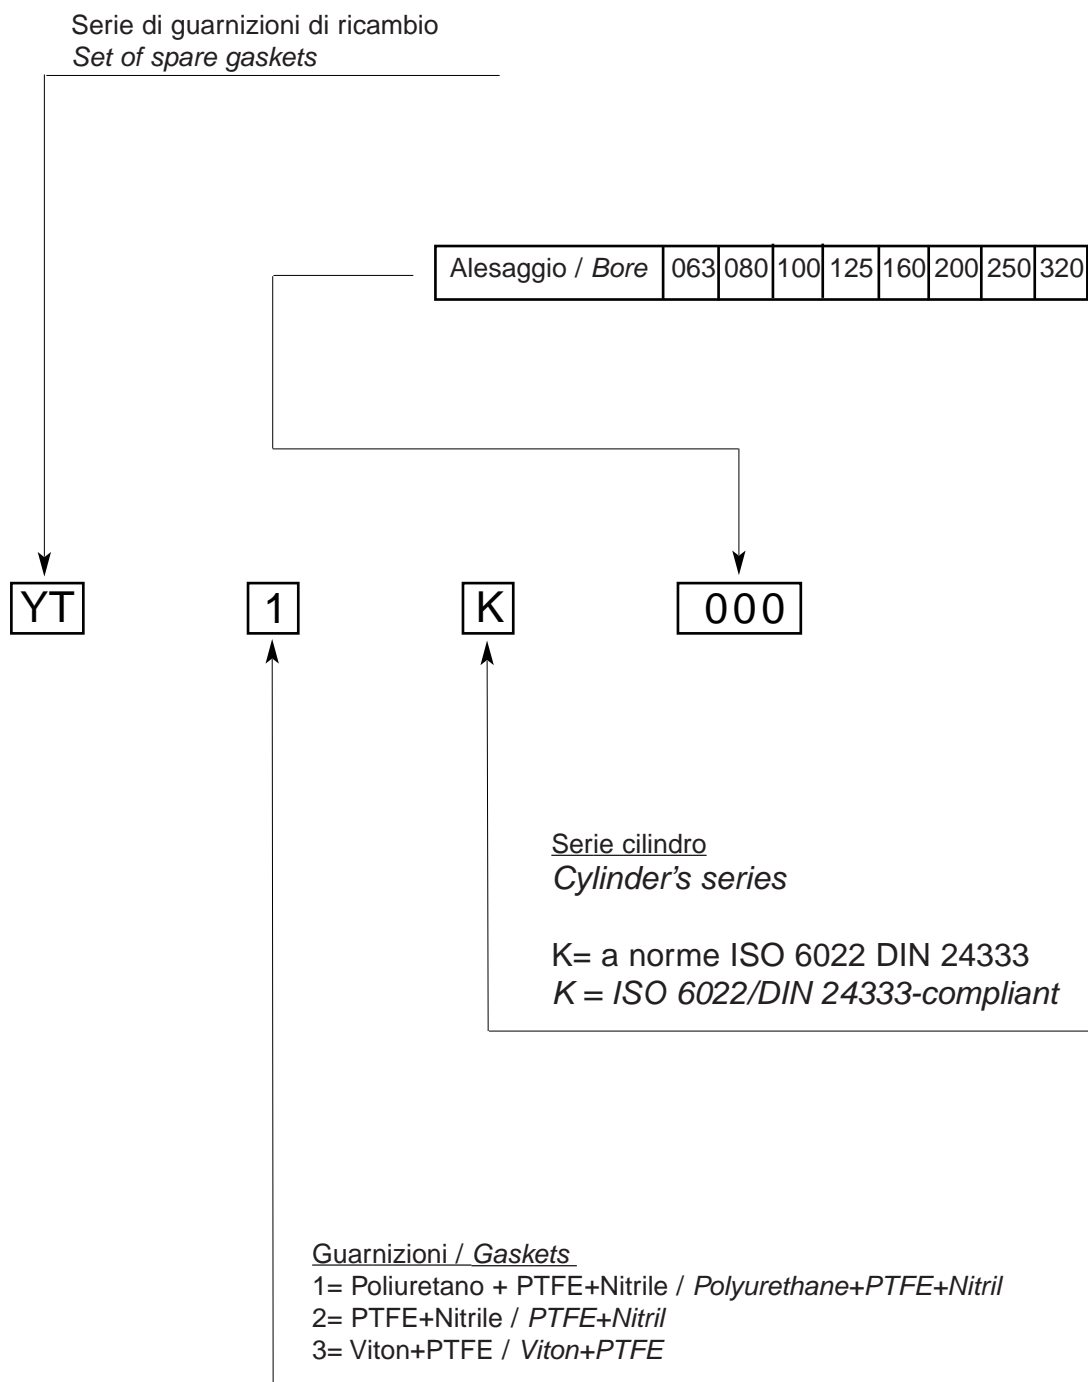 Serie di guarnizioni di ricambio
Set of spare gaskets
Alesaggio / Bore 063 080 100 125 160 200 250 320
YT 1 K 000
Serie cilindro
Cylinder's series
K= a norme ISO 6022 DIN 24333
K = ISO 6022/DIN 24333-compliant
Guarnizioni / Gaskets
1= Poliuretano + PTFE+Nitrile / Polyurethane+PTFE+Nitril
2= PTFE+Nitrile / PTFE+Nitril
3= Viton+PTFE / Viton+PTFE